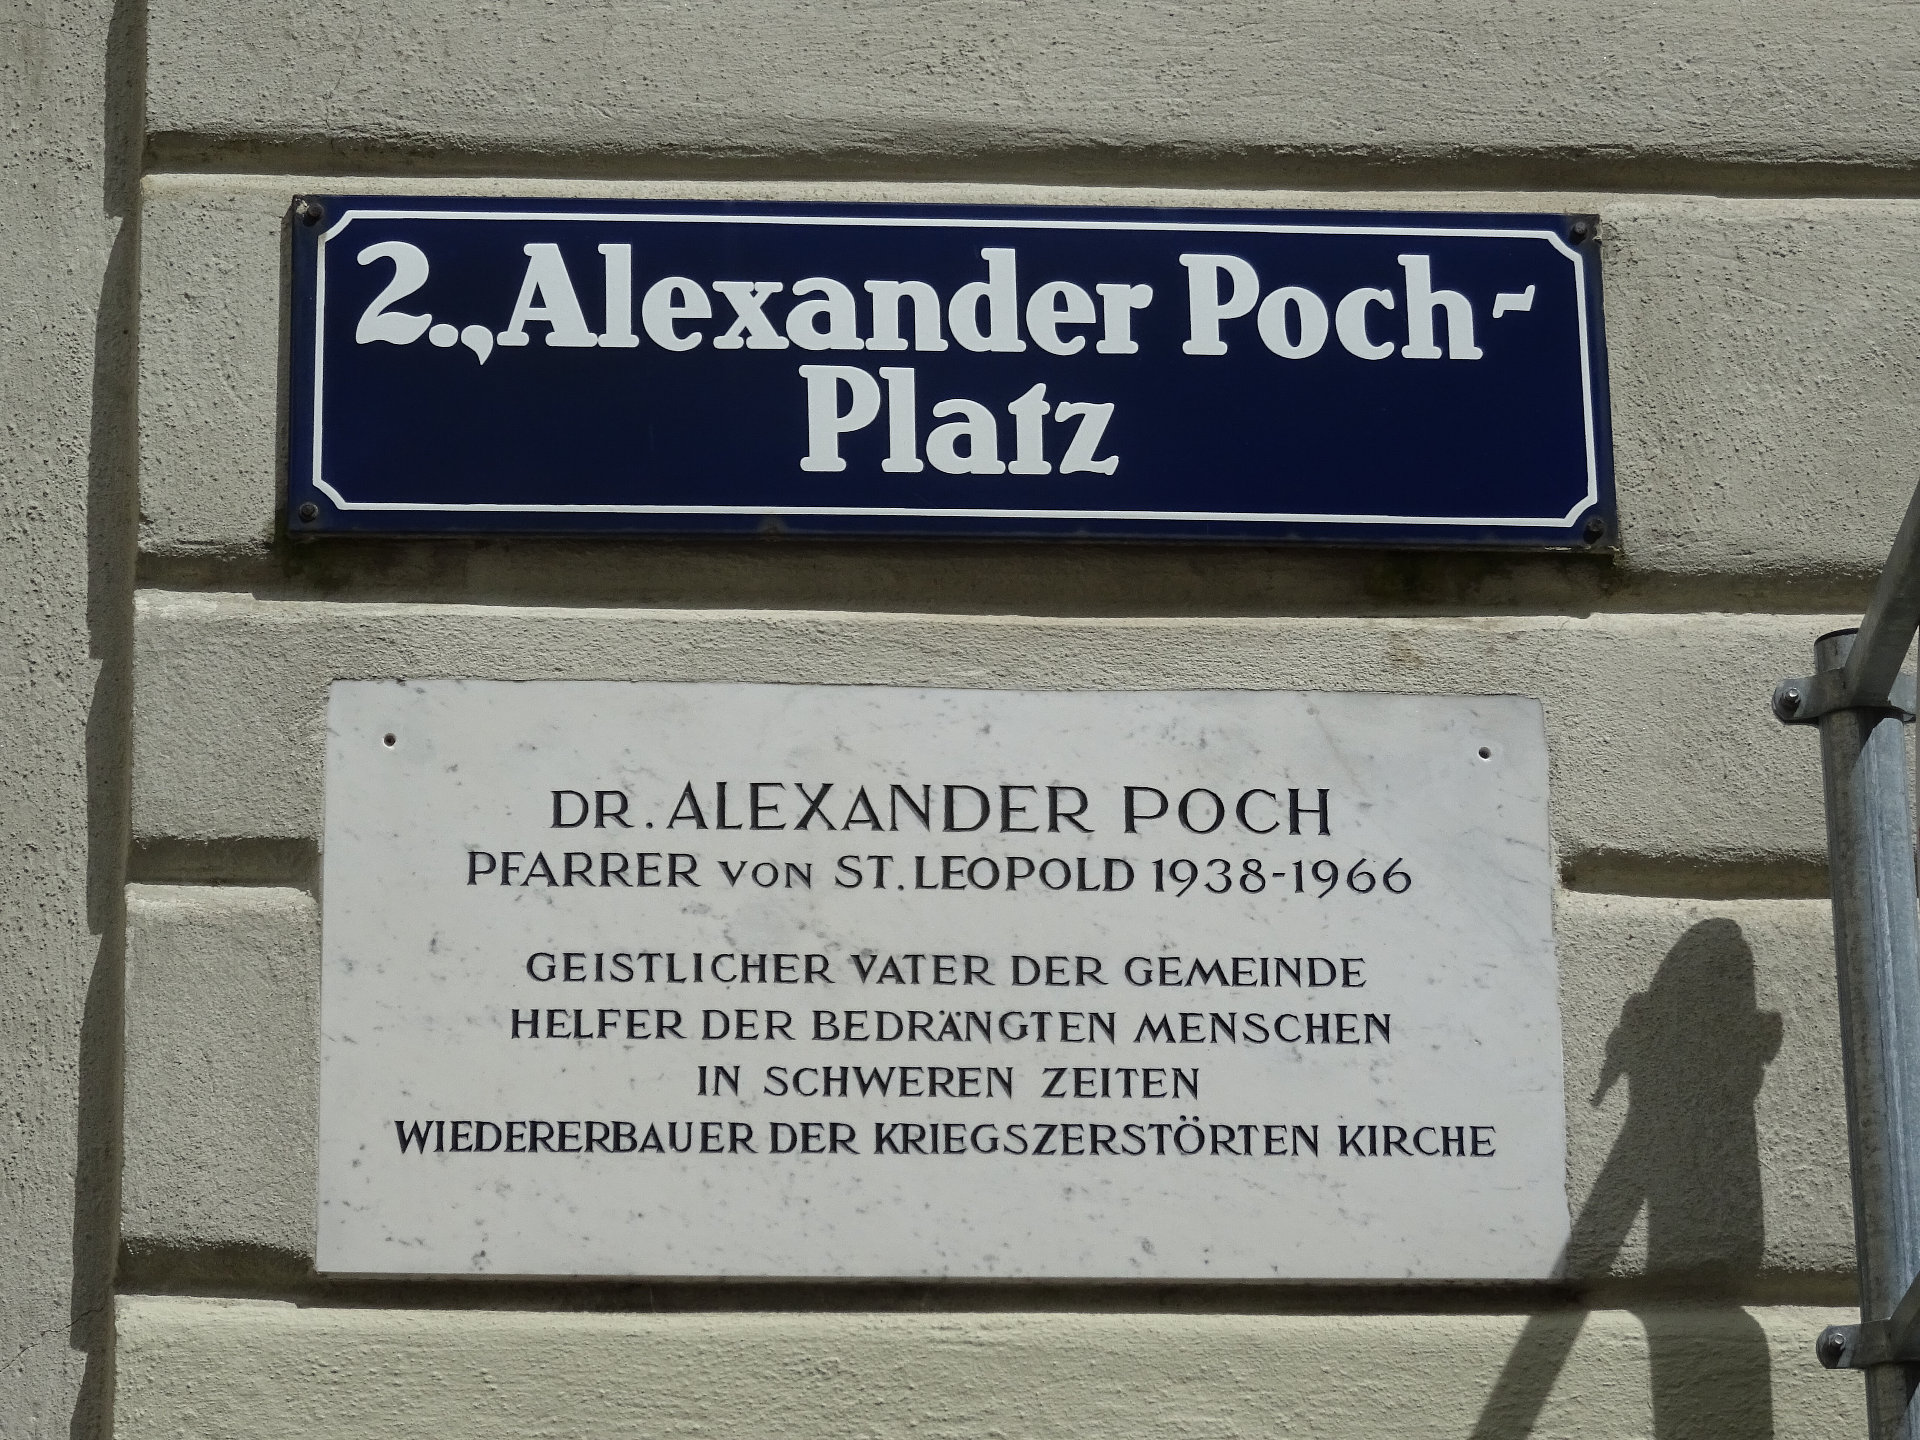 2., Alexander Poch-
Platz
DR. ALEXANDER POCH
PFARRER VON ST. LEOPOLD 1938-1966
GEISTLICHER VATER DER GEMEINDE
HELFER DER BEDRÄNGTEN MENSCHEN
IN SCHWEREN ZEITEN
WIEDERERBAUER DER KRIEGSZERSTÖRTEN KIRCHE